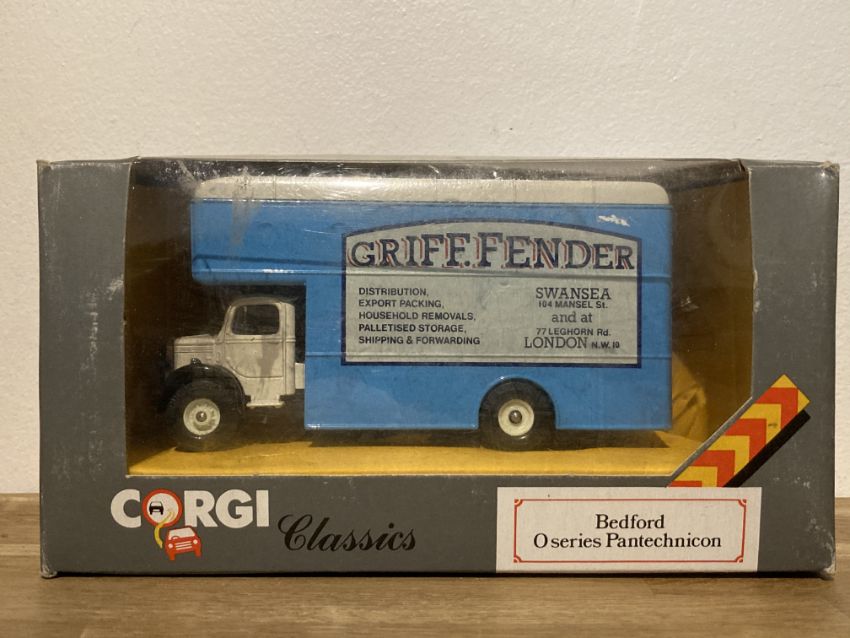 GRIFF. FENDER
DISTRIBUTION,
EXPORT PACKING,
HOUSEHOLD REMOVALS,
PALLETISED STORAGE,
SHIPPING & FORWARDING
SWANSEA
104 MANSEL St.
and at
77 LEGHORN Rd.
LONDON N.W. 10
CORGI Classics
Bedford
O series Pantechnicon